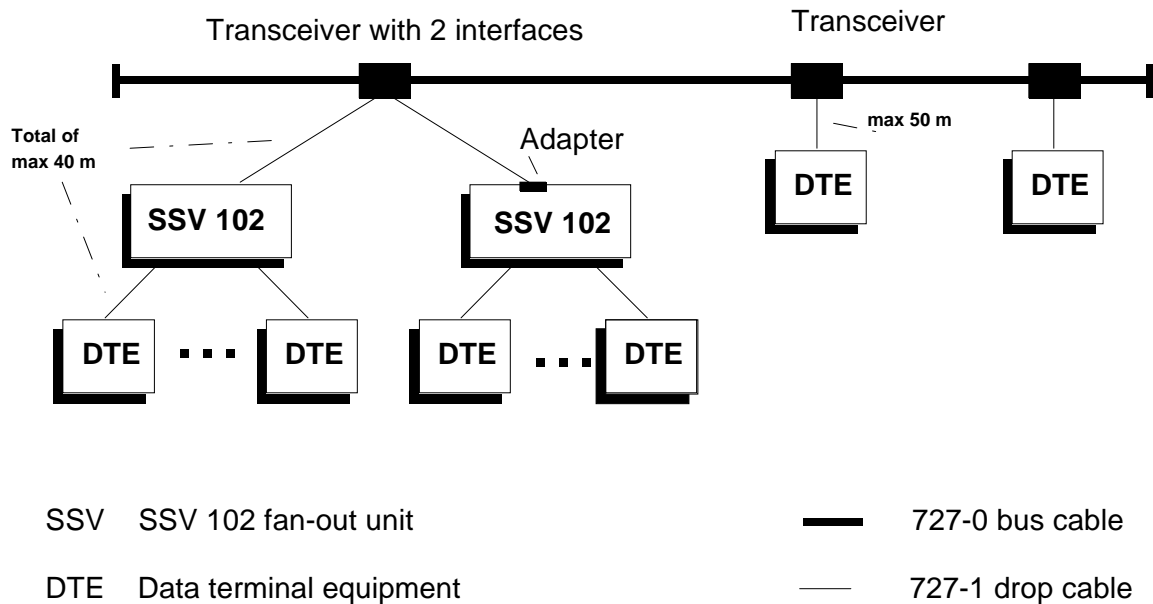 Transceiver with 2 interfaces
Transceiver
Total of
max 40 m
Adapter
max 50 m
SSV 102
SSV 102
DTE
DTE
DTE
DTE
DTE
DTE
SSV SSV 102 fan-out unit
727-0 bus cable
DTE Data terminal equipment
727-1 drop cable